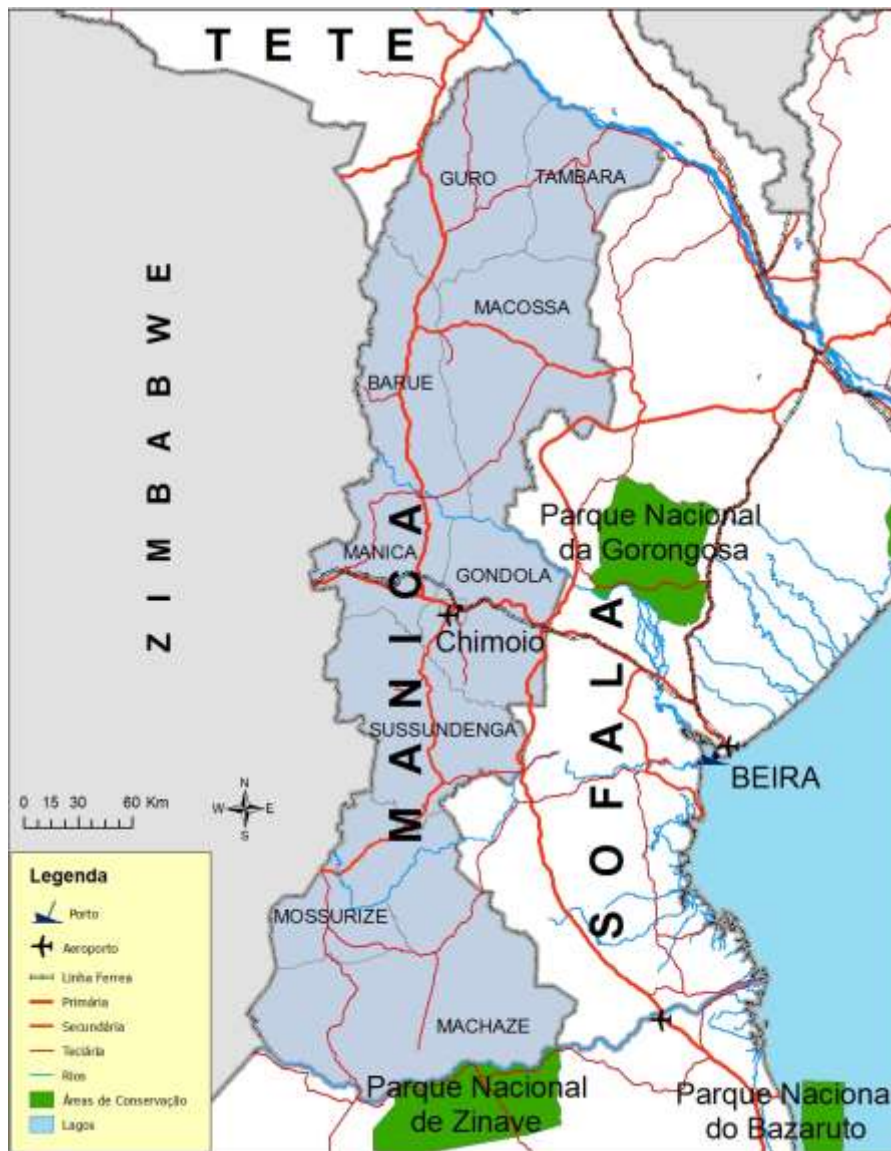 TETE
GURO
TAMBARA
MACOSSA
ZIMBABWE
BARUE
Parque Nacional
da Gorongosa
MANICA
GONDOLA
MANICA
Chimoio
SOFALA
SUSSUNDENGA
BEIRA
N
W E
S
0 15 30 60 Km
MOSSURIZE
MACHAZE
Parque Nacional
de Zinave
Parque Naciona
do Bazaruto
Legenda
Porto
Aeroporto
Linha Ferrea
Primária
Secundária
Teciária
Rios
Áreas de Conservação
Lagos